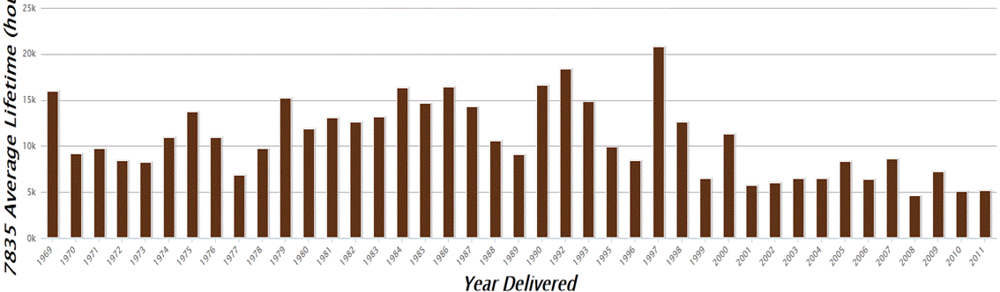 7835 Average Lifetime
25k
20k
15k
10k
5k
0k
1969 1970 1971 1972 1973 1974 1975 1976 1977 1978 1979 1980 1981 1982 1983 1984 1985 1986 1987 1988 1989 1990 1992 1993 1995 1996 1997 1998 1999 2000 2001 2002 2003 2004 2005 2006 2007 2008 2009 2010 2011
Year Delivered